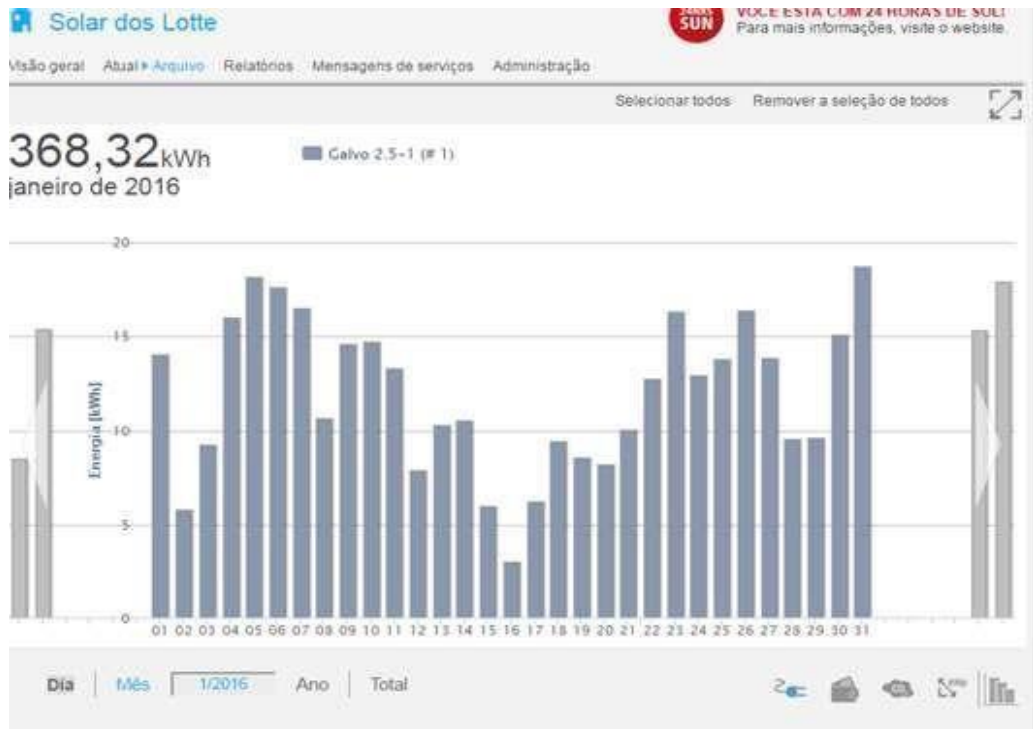 Solar dos Lotte
24HRS
SUN
VOCÊ ESTÁ COM 24 HORAS DE SOL!
Para mais informações, visite o website.
Visão geral Atual Arquivo Relatórios Mensagens de serviços Administração
Selecionar todos Remover a seleção de todos
368,32kWh
janeiro de 2016
Galvo 2.5-1 (# 1)
Energia [kWh]
20
15
10
5
0
01 02 03 04 05 06 07 08 09 10 11 12 13 14 15 16 17 18 19 20 21 22 23 24 25 26 27 28 29 30 31
Dia Mês 1/2016 Ano Total